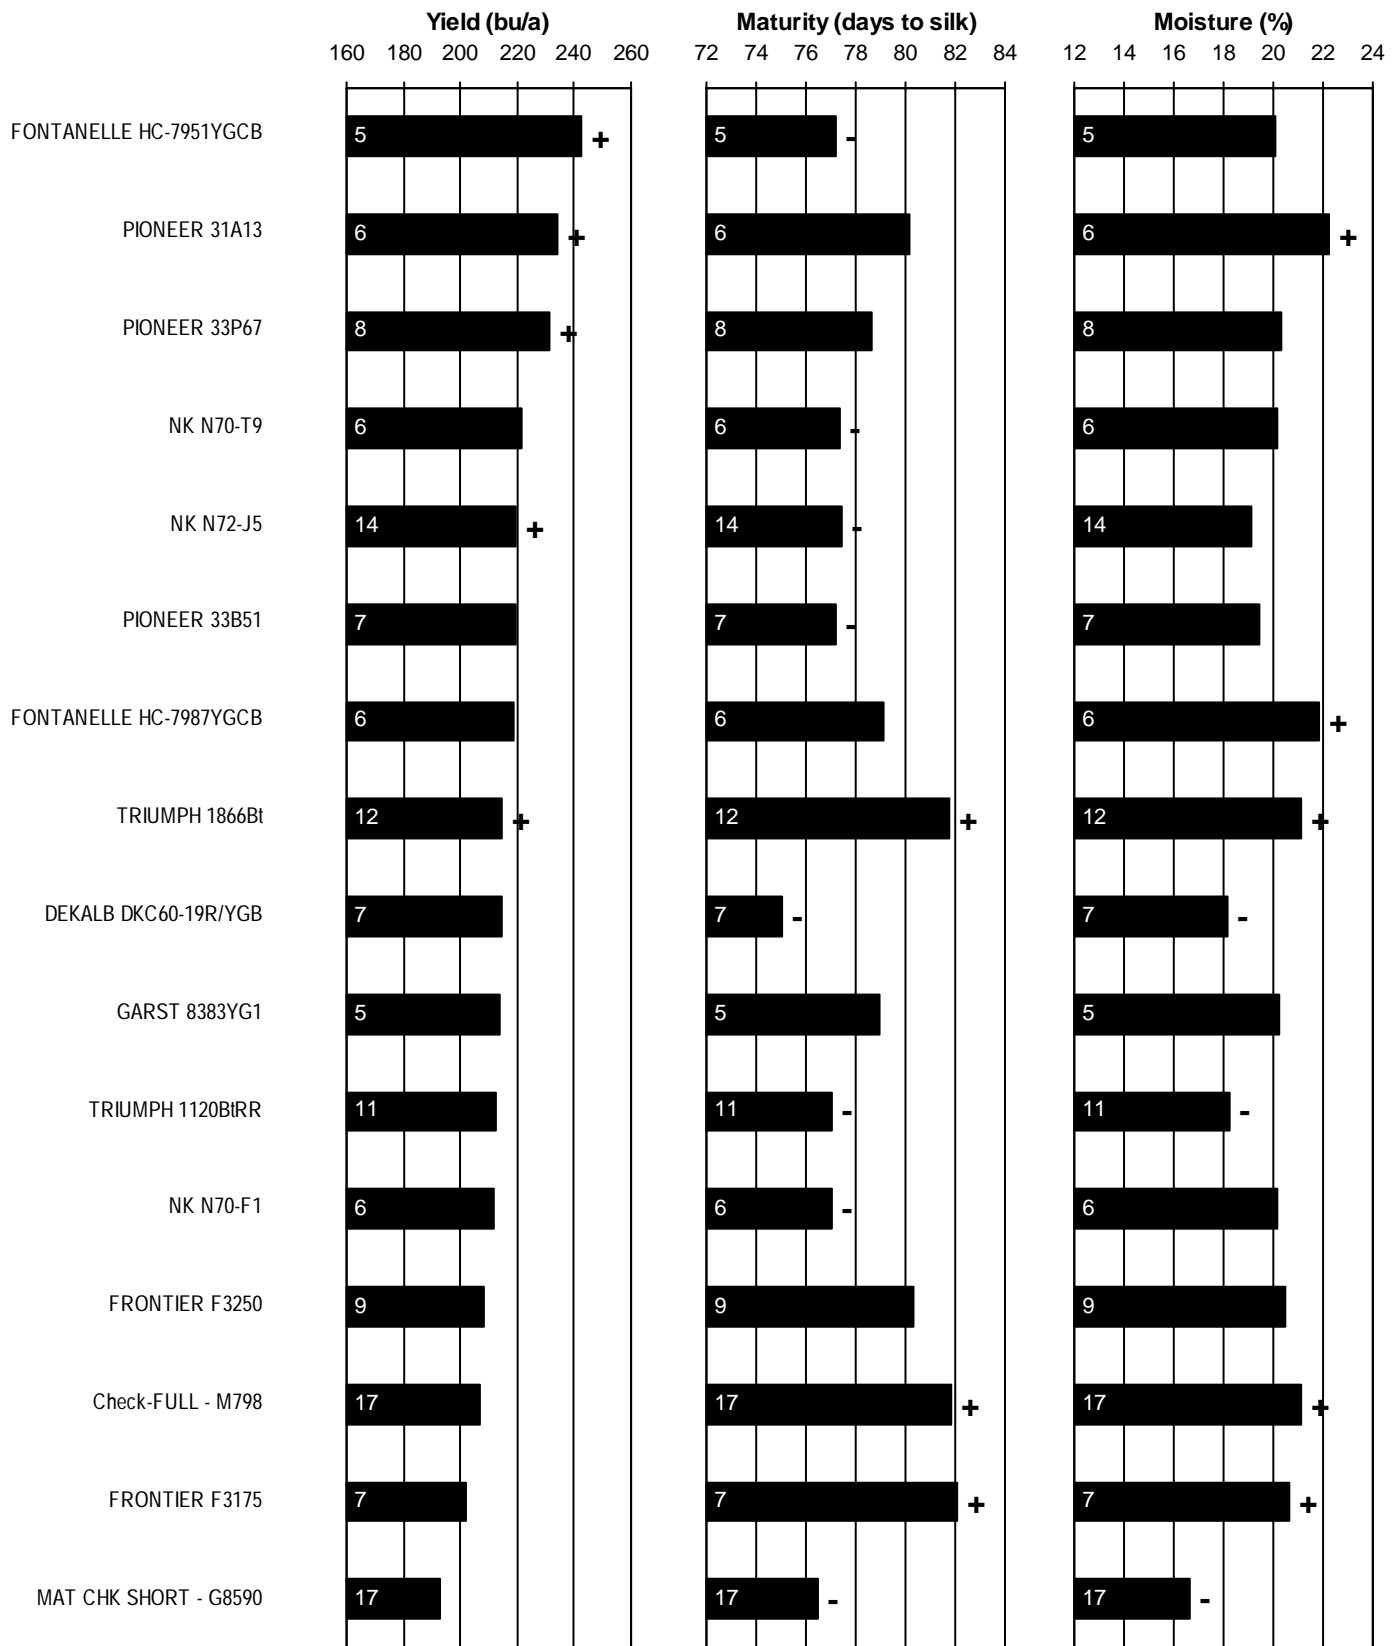 Yield (bu/a) Maturity (days to silk) Moisture (%)
160 180 200 220 240 260 72 74 76 78 80 82 84 12 14 16 18 20 22 24
FONTANELLE HC-7951YGCB 5 + 5 - 5
PIONEER 31A13 6 + 6 6 +
PIONEER 33P67 8 + 8 8
NK N70-T9 6 6 - 6
NK N72-J5 14 + 14 - 14
PIONEER 33B51 7 7 - 7
FONTANELLE HC-7987YGCB 6 6 6 +
TRIUMPH 1866Bt 12 + 12 + 12 +
DEKALB DKC60-19R/YGB 7 7 - 7 -
GARST 8383YG1 5 5 5
TRIUMPH 1120BtRR 11 11 - 11 -
NK N70-F1 6 6 - 6
FRONTIER F3250 9 9 9
Check-FULL - M798 17 17 + 17 +
FRONTIER F3175 7 7 + 7 +
MAT CHK SHORT - G8590 17 17 - 17 -